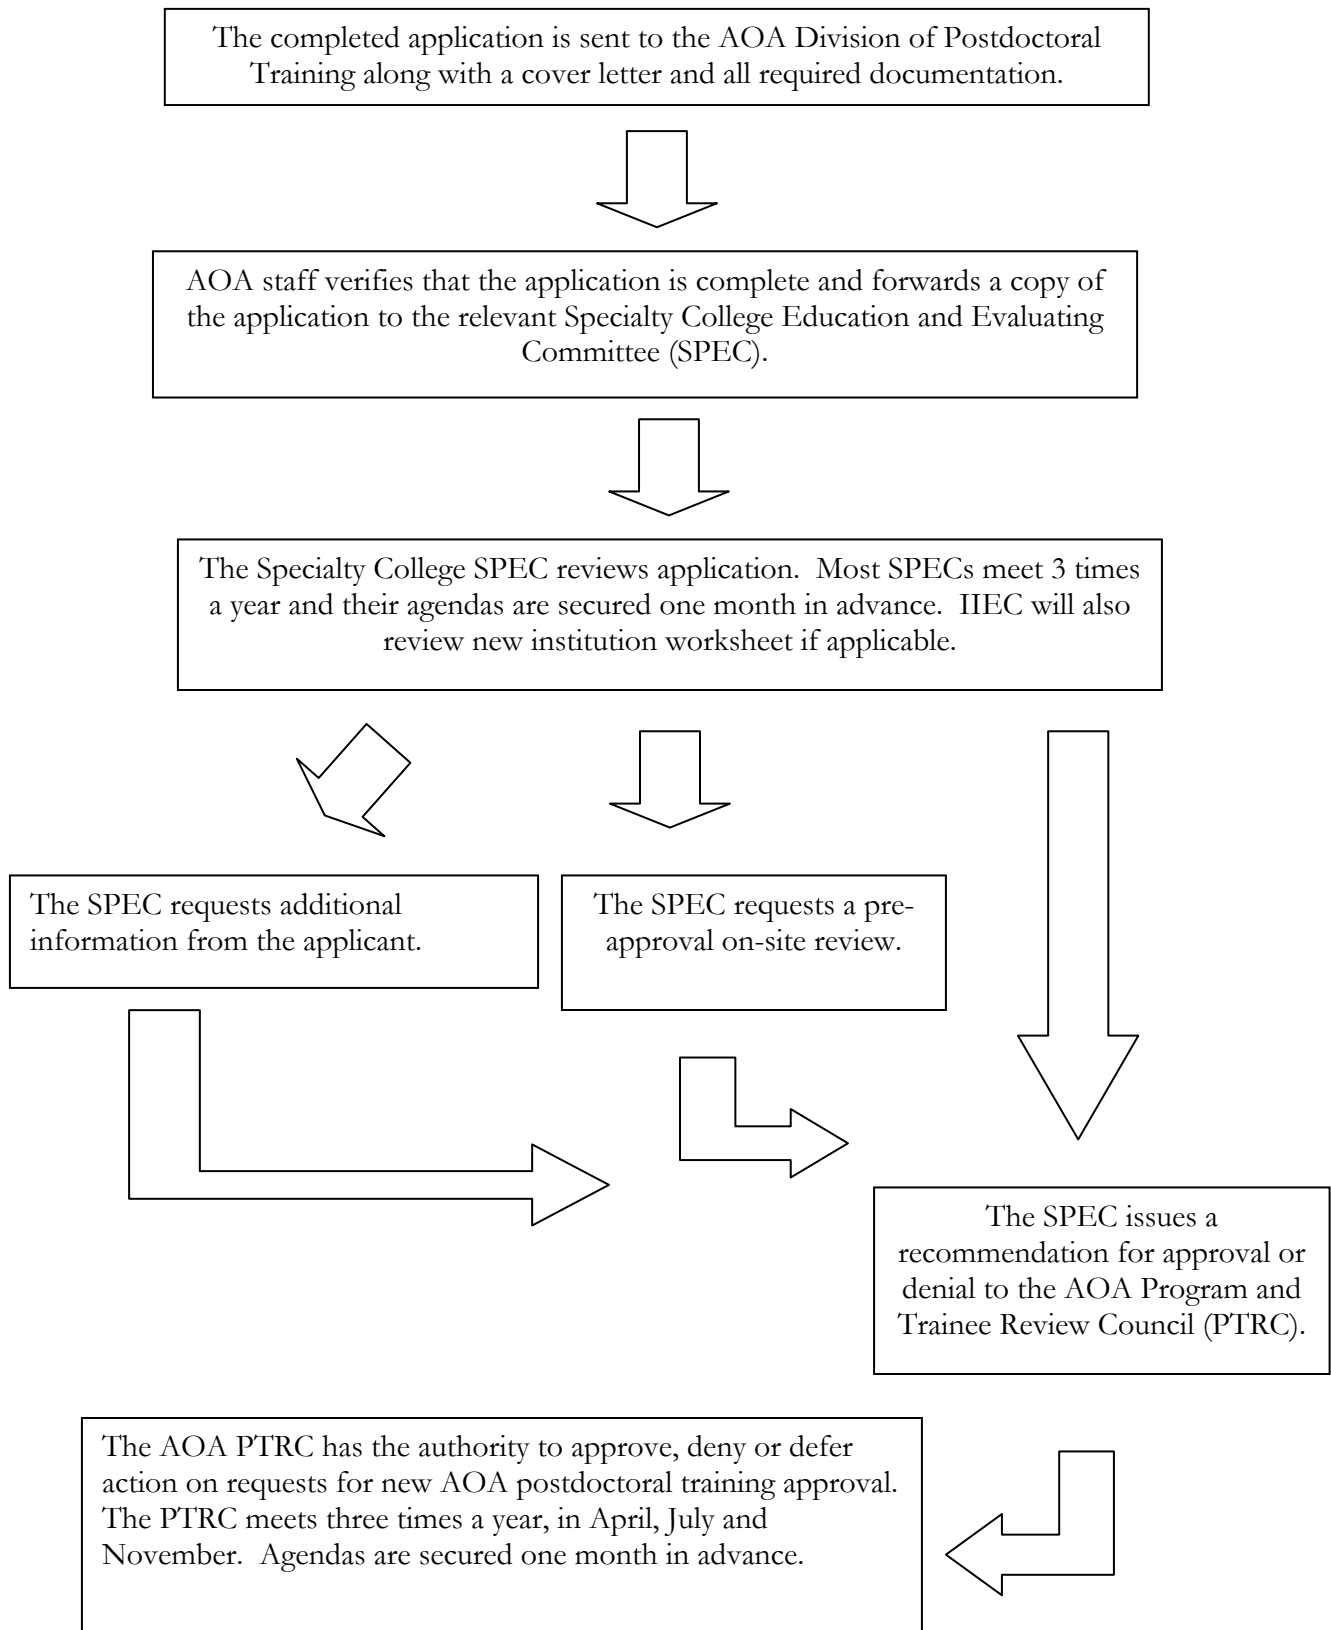 The completed application is sent to the AOA Division of Postdoctoral
Training along with a cover letter and all required documentation.
AOA staff verifies that the application is complete and forwards a copy of
the application to the relevant Specialty College Education and Evaluating
Committee (SPEC).
The Specialty College SPEC reviews application.  Most SPECs meet 3 times
a year and their agendas are secured one month in advance.  IIEC will also
review new institution worksheet if applicable.
The SPEC requests additional
information from the applicant.
The SPEC requests a pre-
approval on-site review.
The SPEC issues a
recommendation for approval or
denial to the AOA Program and
Trainee Review Council (PTRC).
The AOA PTRC has the authority to approve, deny or defer
action on requests for new AOA postdoctoral training approval.
The PTRC meets three times a year, in April, July and
November.  Agendas are secured one month in advance.